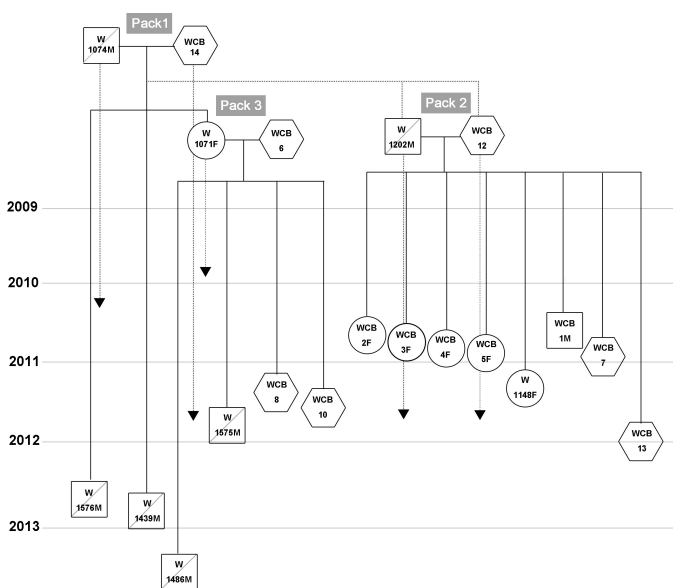 Pack1
W
1074M
WCB
14
Pack 3
Pack 2
W
1071F
WCB
6
W
1202M
WCB
12
2009
2010
2011
WCB
2F
WCB
3F
WCB
4F
WCB
5F
W
1148F
WCB
1M
WCB
7
WCB
8
WCB
10
W
1575M
WCB
13
2012
W
1576M
W
1439M
2013
W
1486M